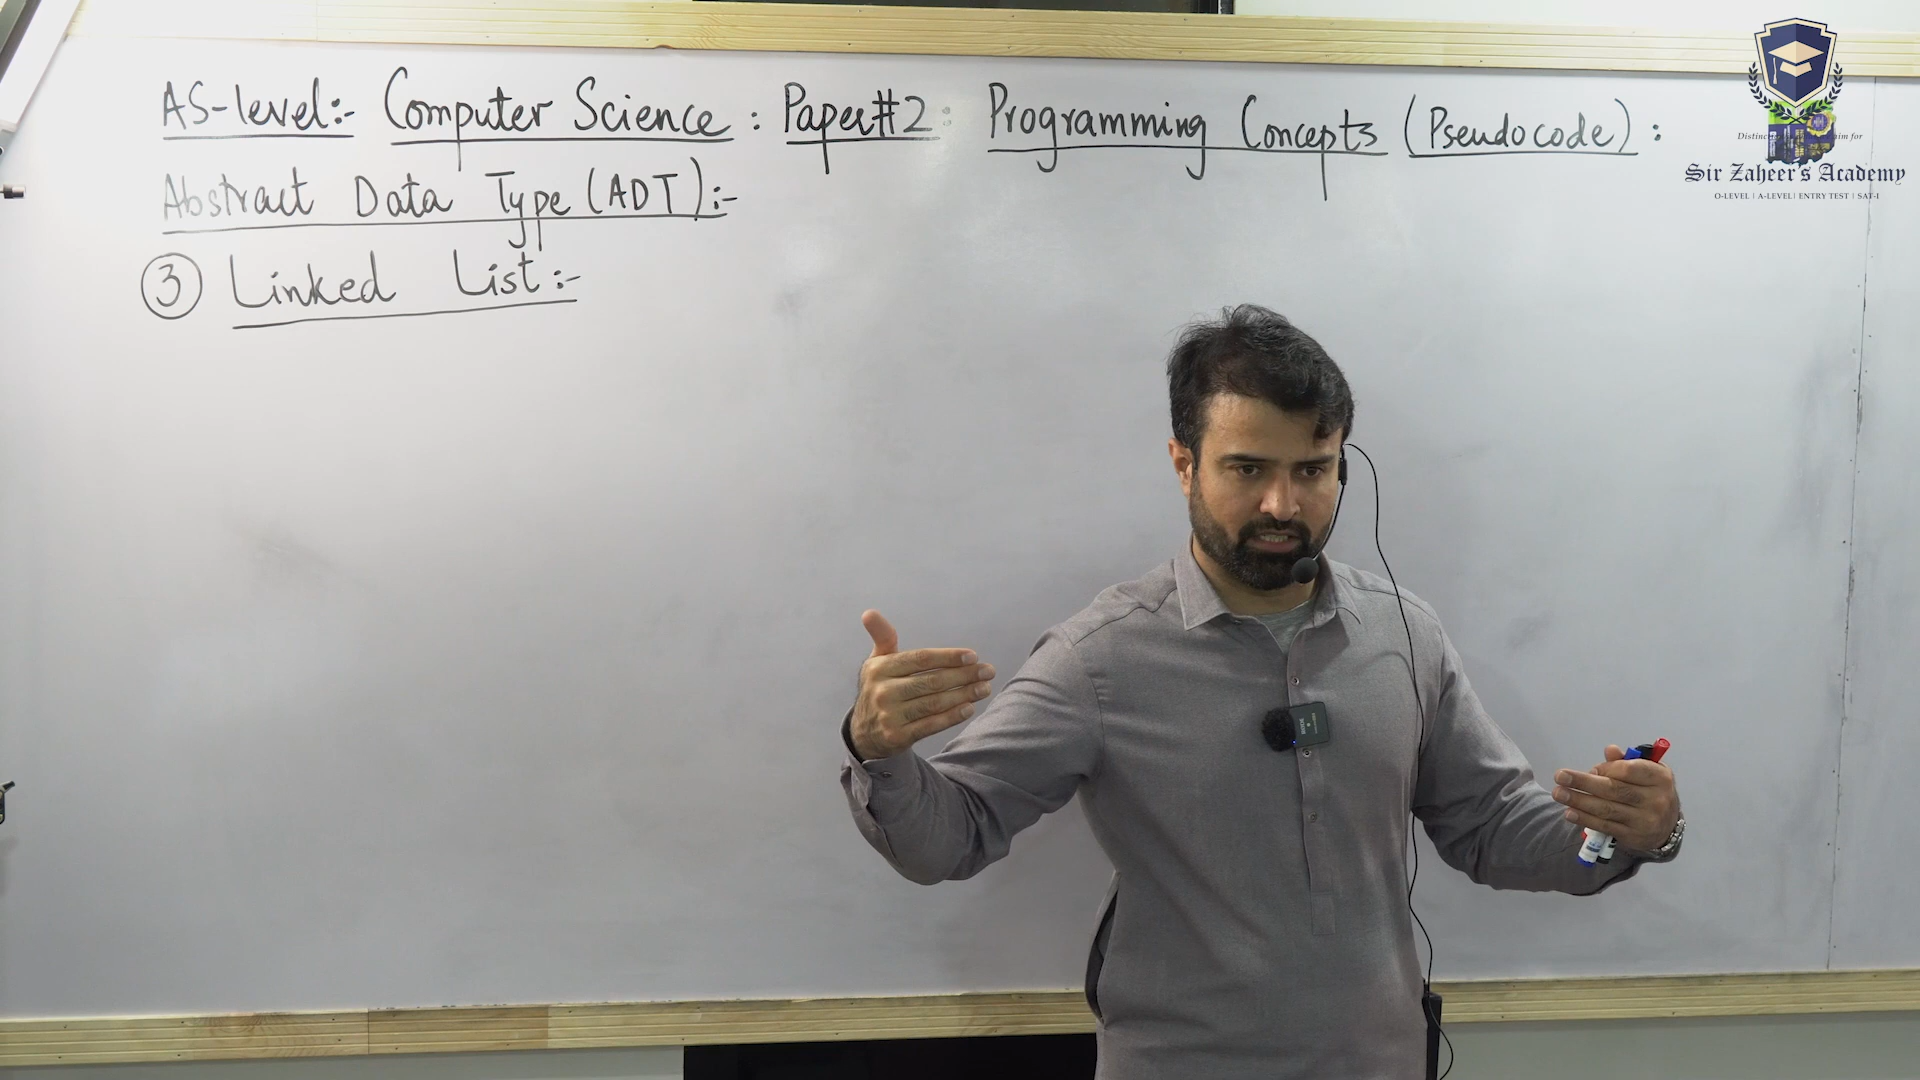 AS-level:- Computer Science : Paper#2 : Programming Concepts (Pseudocode) :
Abstract Data Type (ADT):-
③ Linked List:-
Sir Zaheer's Academy
O-LEVEL | A-LEVEL | ENTRY TEST | SAT-I